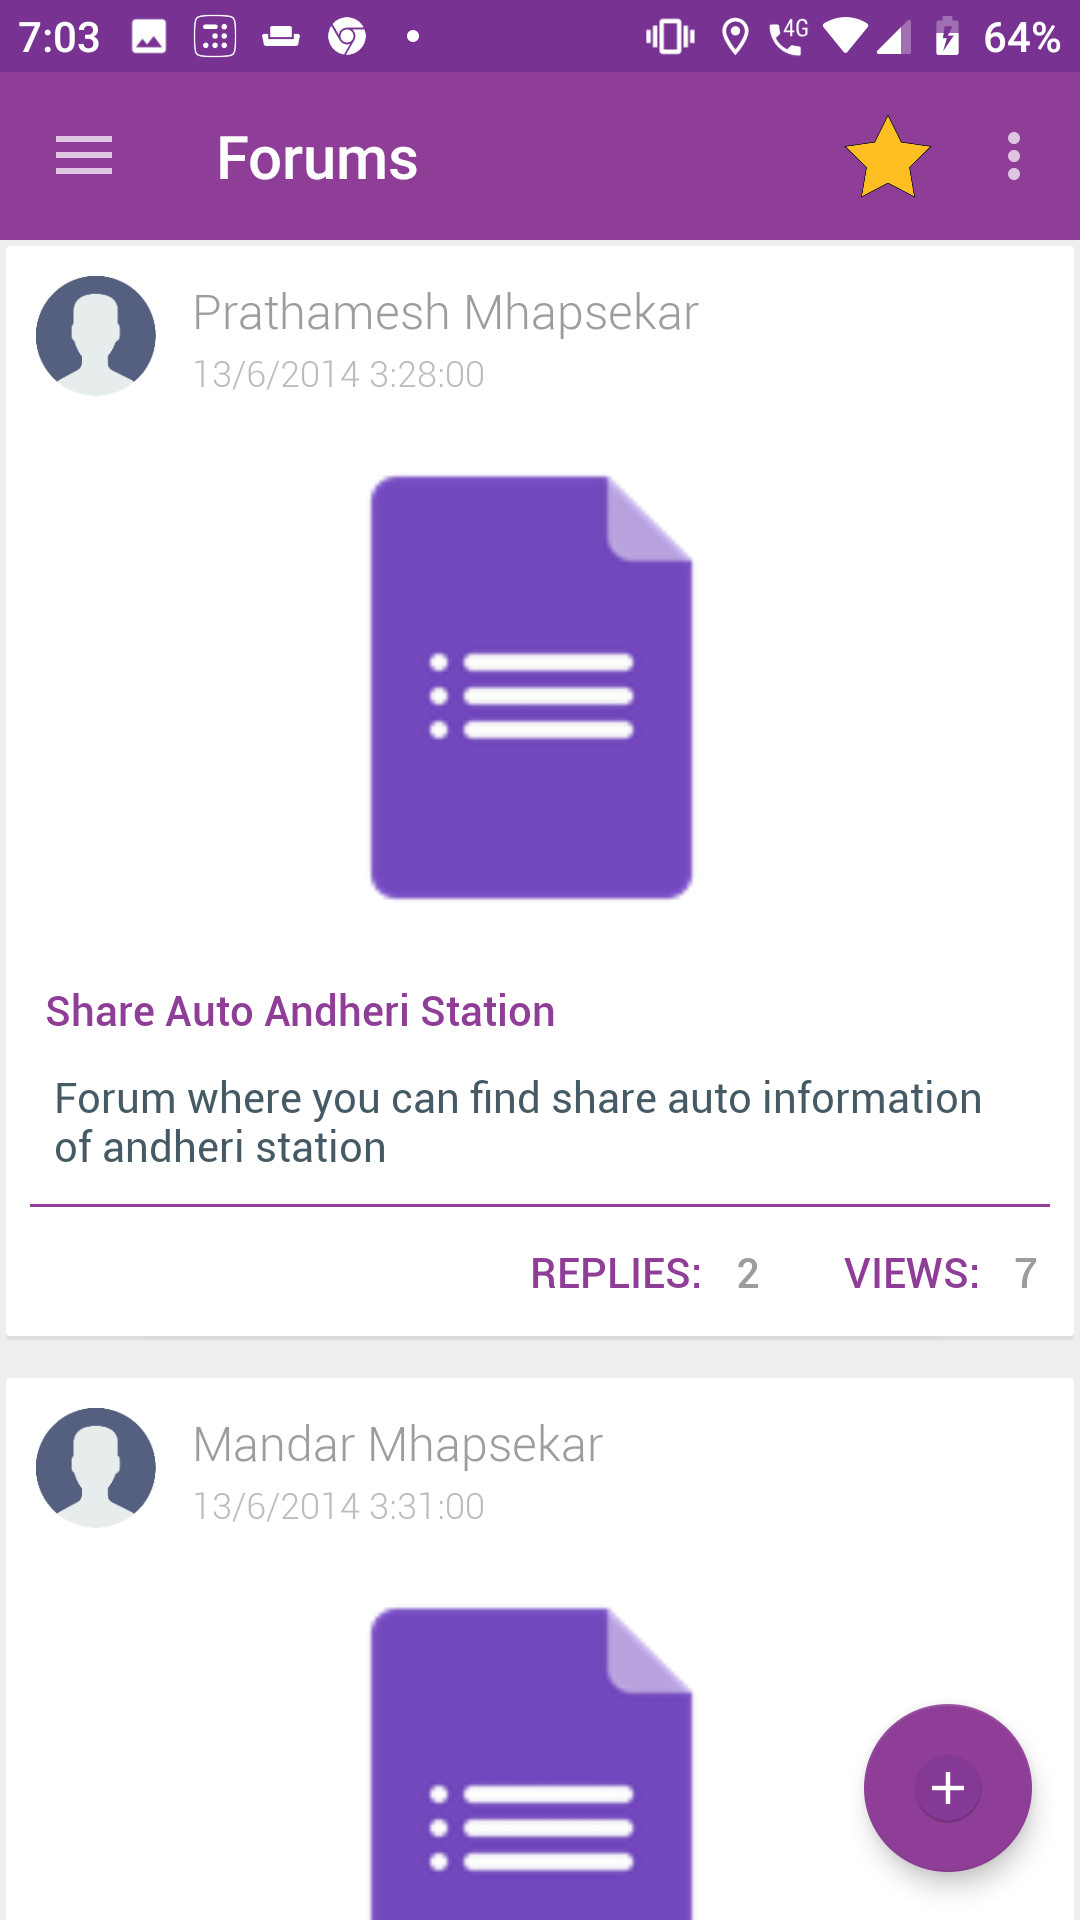 7:03
4G
64%
Forums
Prathamesh Mhapsekar
13/6/2014 3:28:00
Share Auto Andheri Station
Forum where you can find share auto information
of andheri station
REPLIES: 2 VIEWS: 7
Mandar Mhapsekar
13/6/2014 3:31:00